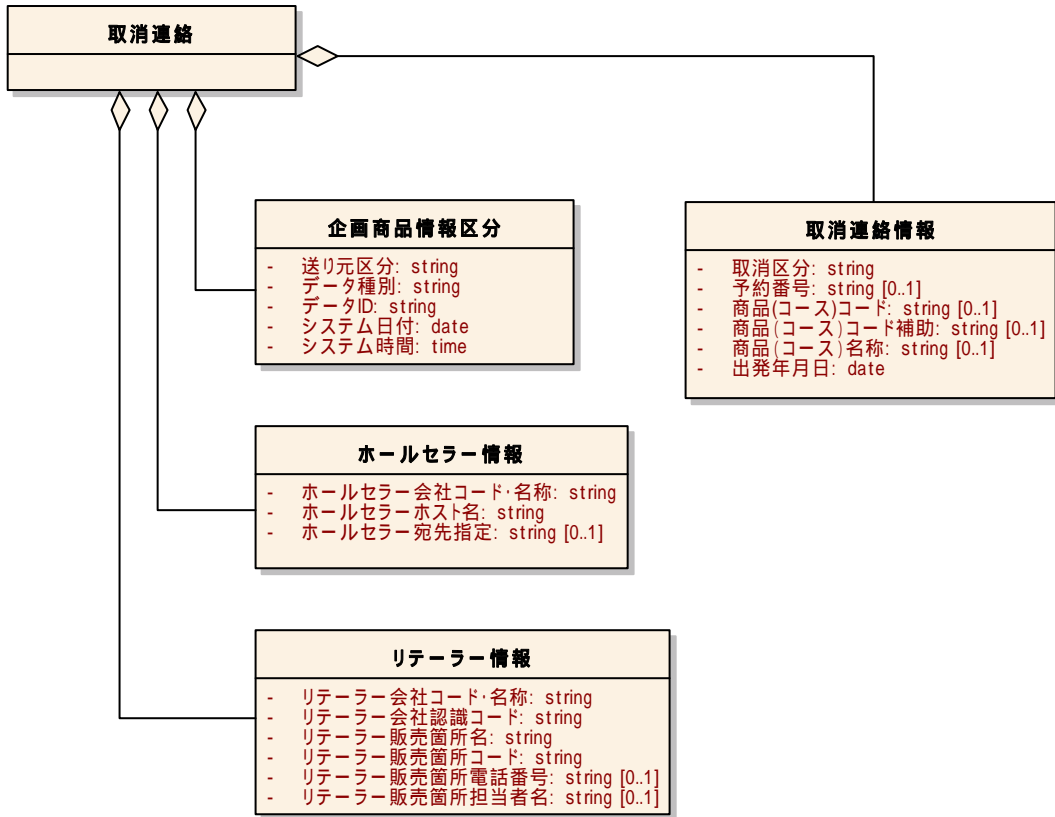 取消連絡
企画商品情報区分
- 送り元区分: string
- データ種別: string
- データID: string
- システム日付: date
- システム時間: time
取消連絡情報
- 取消区分: string
- 予約番号: string [0..1]
- 商品(コース)コード: string [0..1]
- 商品(コース)コード補助: string [0..1]
- 商品(コース)名称: string [0..1]
- 出発年月日: date
ホールセラー情報
- ホールセラー会社コード・名称: string
- ホールセラーホスト名: string
- ホールセラー宛先指定: string [0..1]
リテーラー情報
- リテーラー会社コード・名称: string
- リテーラー会社認識コード: string
- リテーラー販売箇所名: string
- リテーラー販売箇所コード: string
- リテーラー販売箇所電話番号: string [0..1]
- リテーラー販売箇所担当者名: string [0..1]